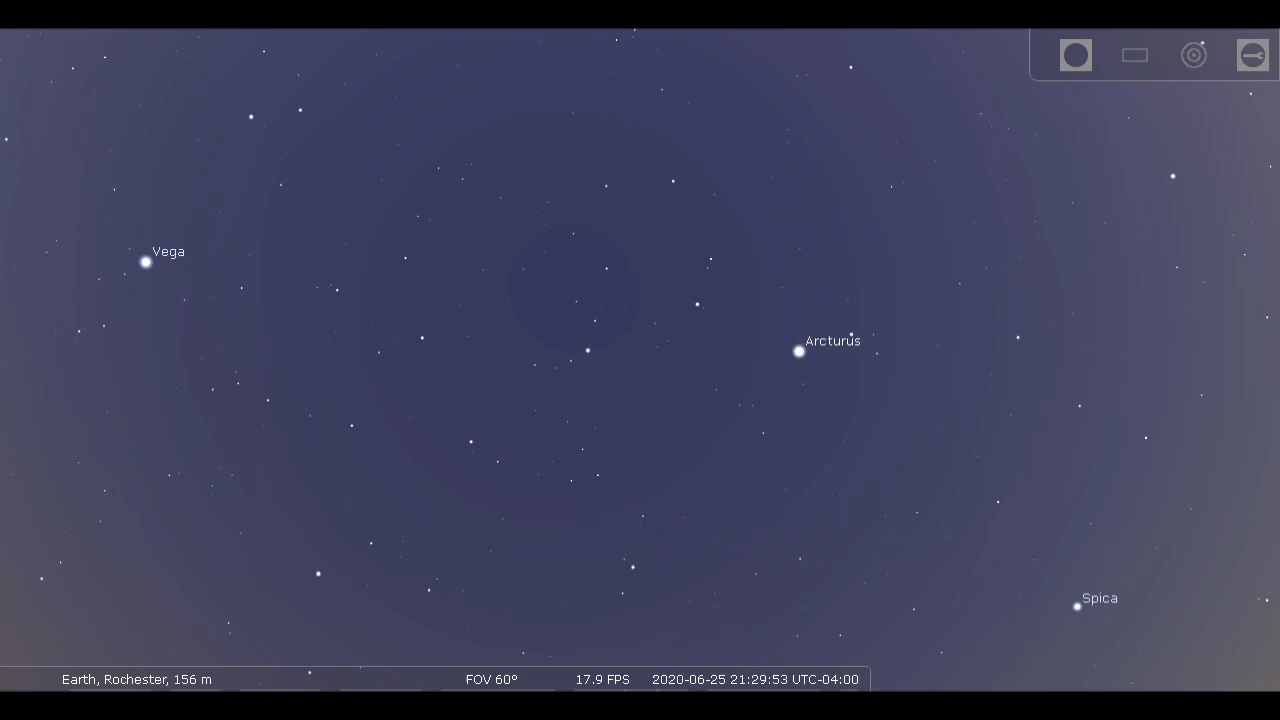 Vega
Arcturus
Spica
Earth, Rochester, 156 m FOV 60° 17.9 FPS 2020-06-25 21:29:53 UTC-04:00